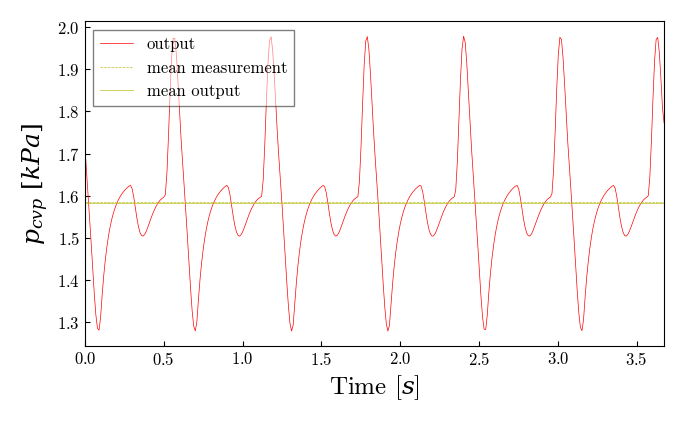 2.0
1.9
1.8
1.7
1.6
1.5
1.4
1.3
p_{cvp} [kPa]
output
mean measurement
mean output
0.0 0.5 1.0 1.5 2.0 2.5 3.0 3.5
Time [s]